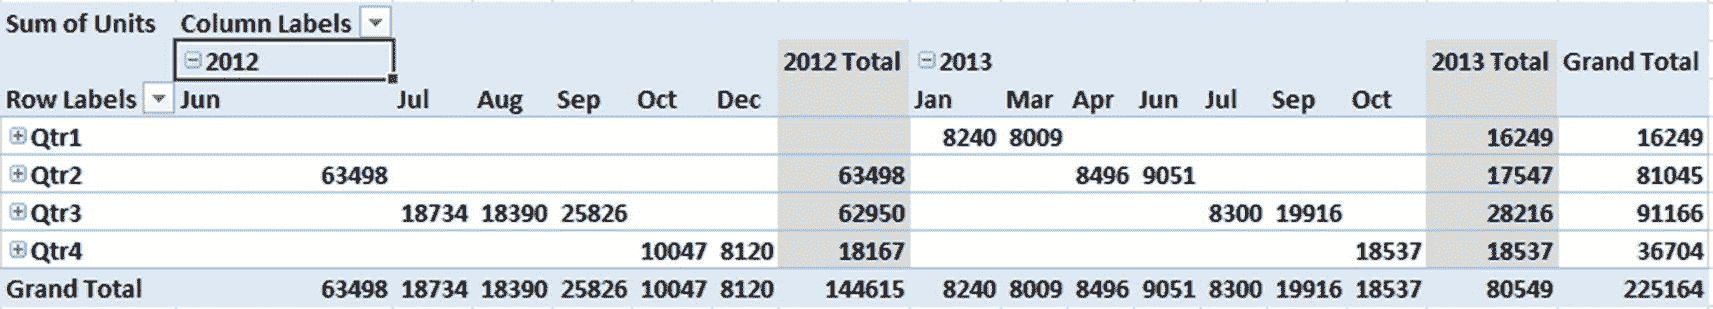 Sum of Units Column Labels
2012 2012 Total 2013 2013 Total Grand Total
Row Labels Jun Jul Aug Sep Oct Dec Jan Mar Apr Jun Jul Sep Oct
Qtr1 8240 8009 16249 16249
Qtr2 63498 63498 8496 9051 17547 81045
Qtr3 18734 18390 25826 62950 8300 19916 28216 91166
Qtr4 10047 8120 18167 18537 18537 36704
Grand Total 63498 18734 18390 25826 10047 8120 144615 8240 8009 8496 9051 8300 19916 18537 80549 225164